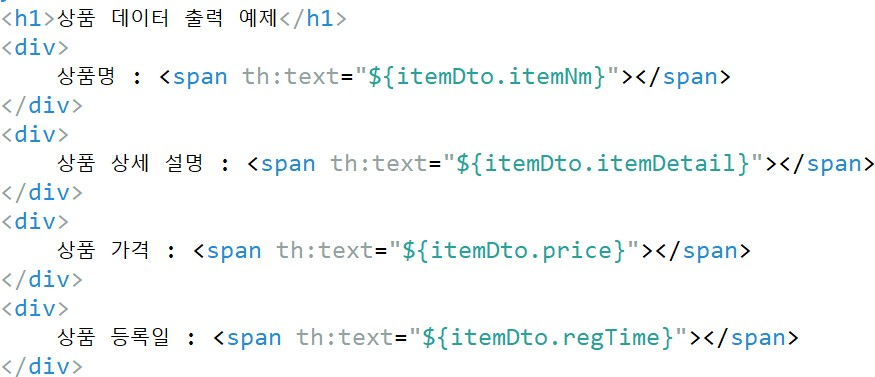 <h1>상품 데이터 출력 예제</h1>
<div>
    상품명 : <span th:text="${itemDto.itemNm}"></span>
</div>
<div>
    상품 상세 설명 : <span th:text="${itemDto.itemDetail}"></span>
</div>
<div>
    상품 가격 : <span th:text="${itemDto.price}"></span>
</div>
<div>
    상품 등록일 : <span th:text="${itemDto.regTime}"></span>
</div>